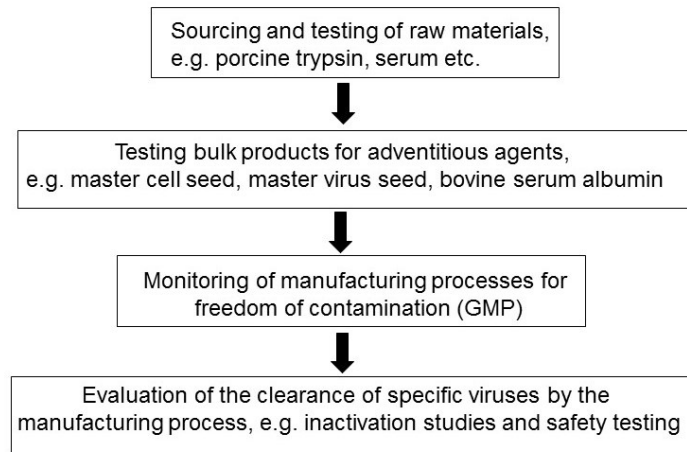 Sourcing and testing of raw materials,
e.g. porcine trypsin, serum etc.
Testing bulk products for adventitious agents,
e.g. master cell seed, master virus seed, bovine serum albumin
Monitoring of manufacturing processes for
freedom of contamination (GMP)
Evaluation of the clearance of specific viruses by the
manufacturing process, e.g. inactivation studies and safety testing